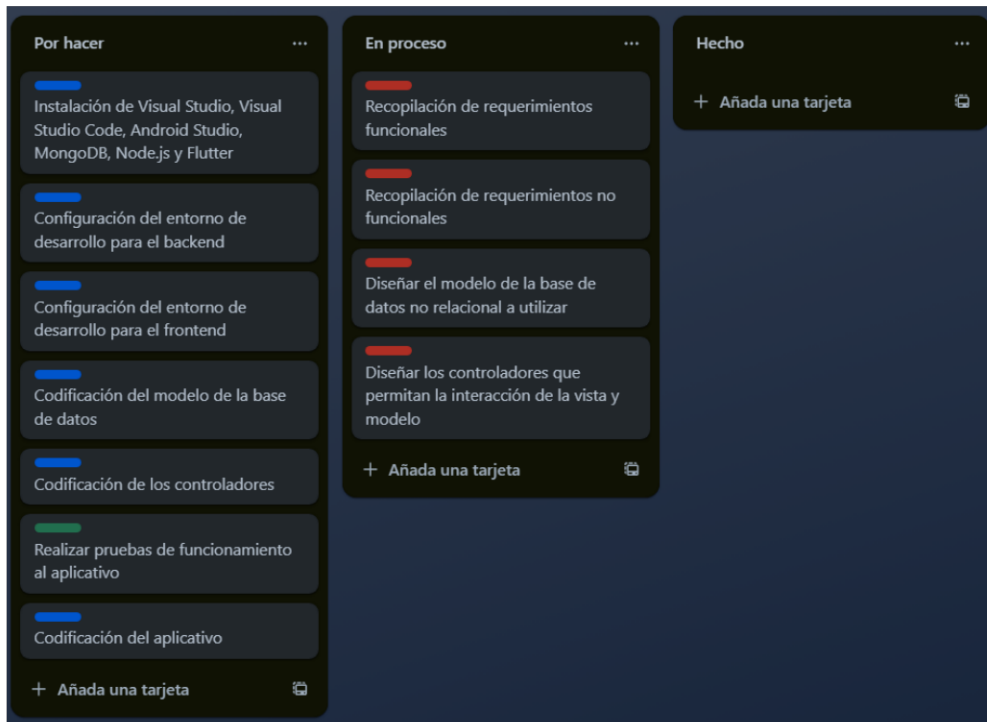 Por hacer
Instalación de Visual Studio, Visual
Studio Code, Android Studio,
MongoDB, Node.js y Flutter
Configuración del entorno de
desarrollo para el backend
Configuración del entorno de
desarrollo para el frontend
Codificación del modelo de la base
de datos
Codificación de los controladores
Realizar pruebas de funcionamiento
al aplicativo
Codificación del aplicativo
+ Añada una tarjeta
En proceso
Recopilación de requerimientos
funcionales
Recopilación de requerimientos no
funcionales
Diseñar el modelo de la base de
datos no relacional a utilizar
Diseñar los controladores que
permitan la interacción de la vista y
modelo
+ Añada una tarjeta
Hecho
+ Añada una tarjeta